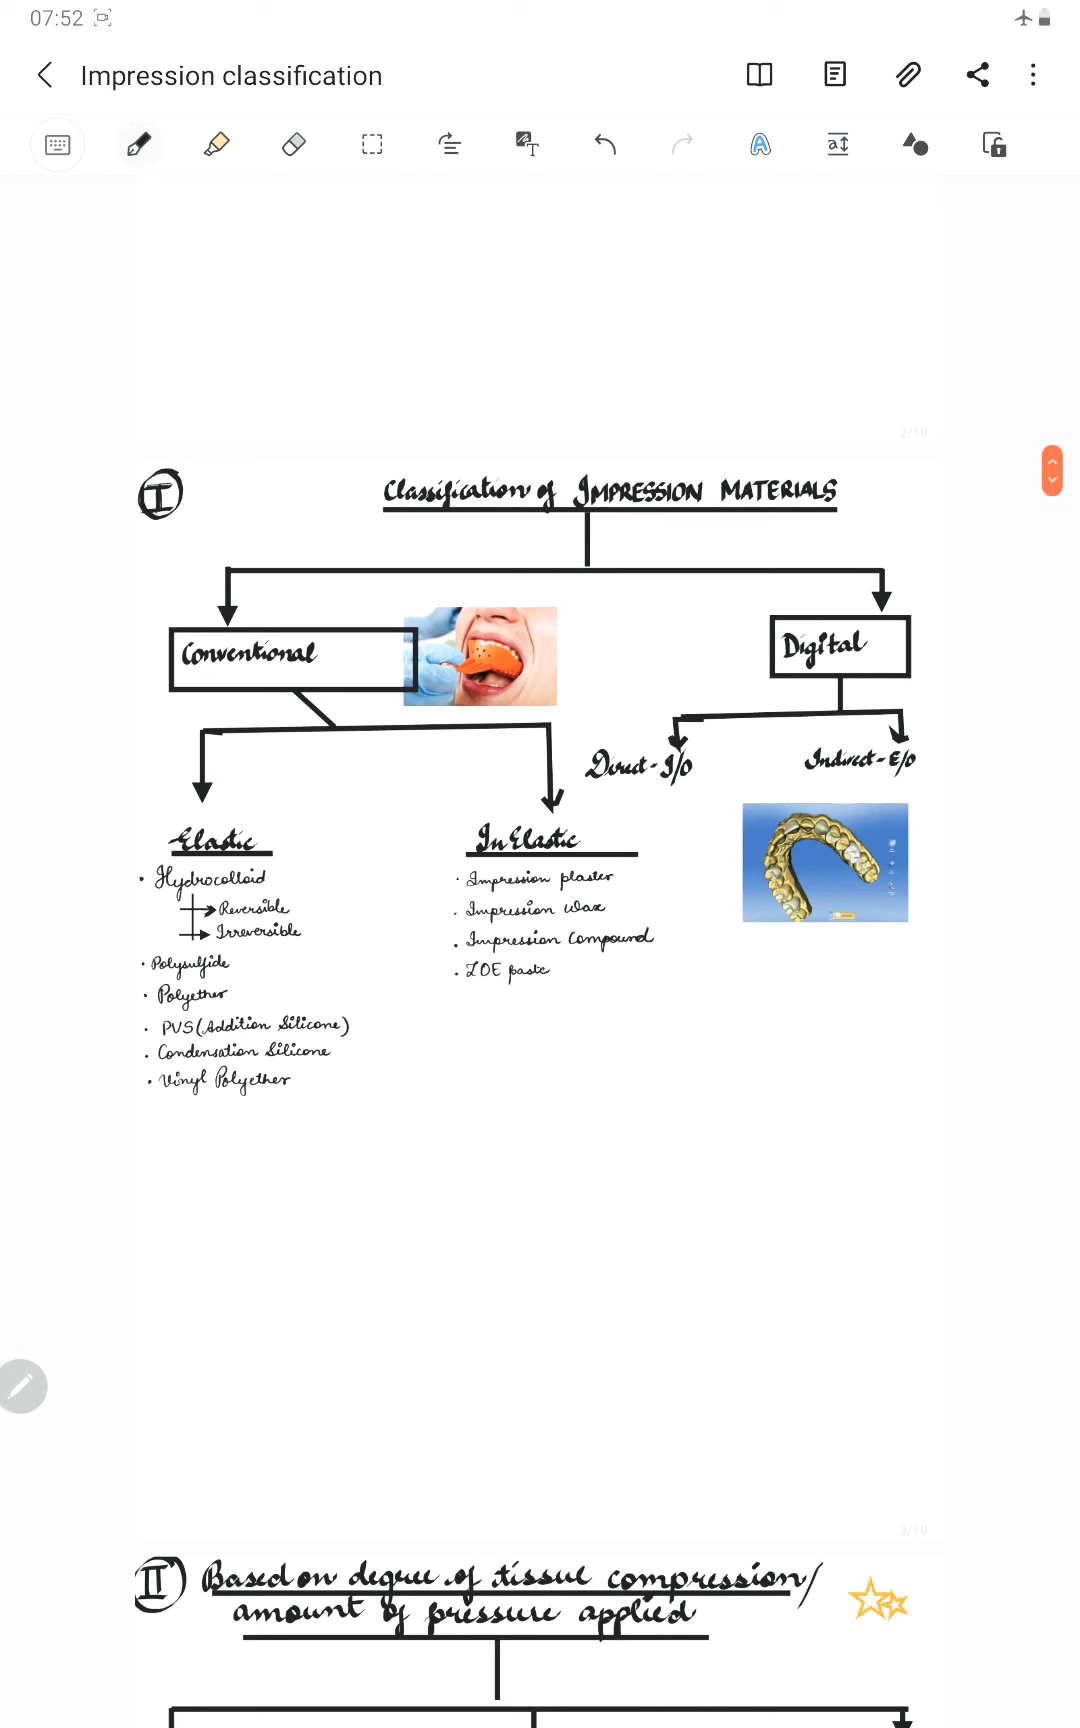 07:52
Impression classification
2/10
I
Classification of IMPRESSION MATERIALS
Conventional
Digital
Direct - I/O
Indirect - E/O
Elastic
• Hydrocolloid
→ Reversible
→ Irreversible
• Polysulfide
• Polyether
• PVS (Addition Silicone)
• Condensation Silicone
• Vinyl Polyether
InElastic
• Impression plaster
• Impression Wax
• Impression Compound
• ZOE paste
3/10
II Based on degree of tissue compression/
amount of pressure applied